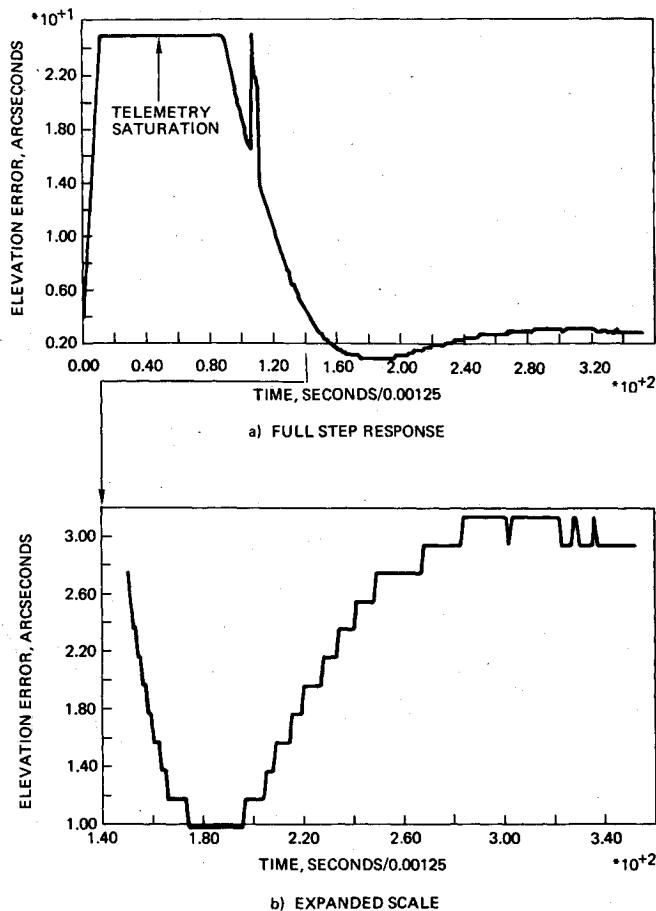 *10+1
2.20
1.80
1.40
1.00
0.60
0.20
ELEVATION ERROR, ARCSECONDS
TELEMETRY
SATURATION
0.00 0.40 0.80 1.20 1.60 2.00 2.40 2.80 3.20
*10+2
TIME, SECONDS/0.00125
a) FULL STEP RESPONSE
3.00
2.60
2.20
1.80
1.40
1.00
ELEVATION ERROR, ARCSECONDS
1.40 1.80 2.20 2.60 3.00 3.40
*10+2
TIME, SECONDS/0.00125
b) EXPANDED SCALE